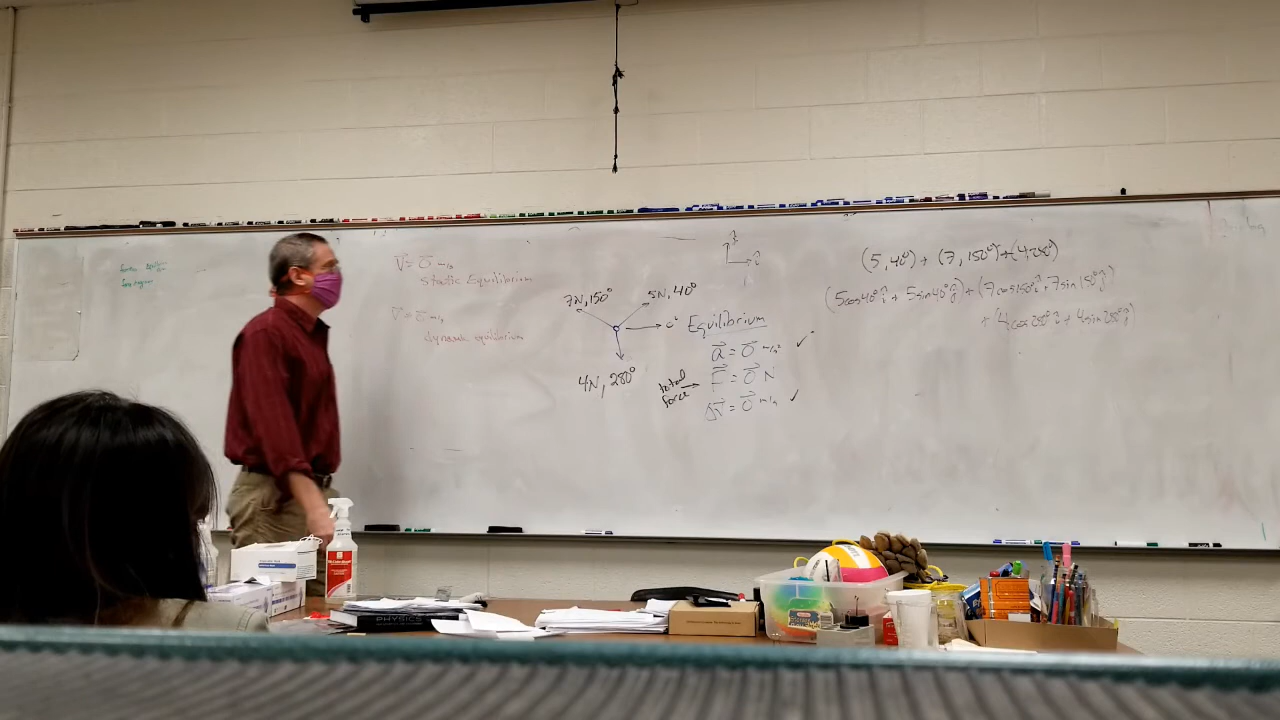 V⃗ = 0⃗ m/s
Static Equilibrium
V⃗ = 0⃗ m/s
dynamic equilibrium
7N, 150°
5N, 40°
0°
4N, 280°
Equilibrium
a⃗ = 0⃗ m/s² ✓
total force → F⃗ = 0⃗ N
Δv⃗ = 0⃗ m/s ✓
(5, 40°) + (7, 150°) + (4, 280°)
(5cos40° î + 5sin40° ĵ) + (7cos150° î + 7sin150° ĵ)
+ (4cos280° î + 4sin280° ĵ)
PHYSICS